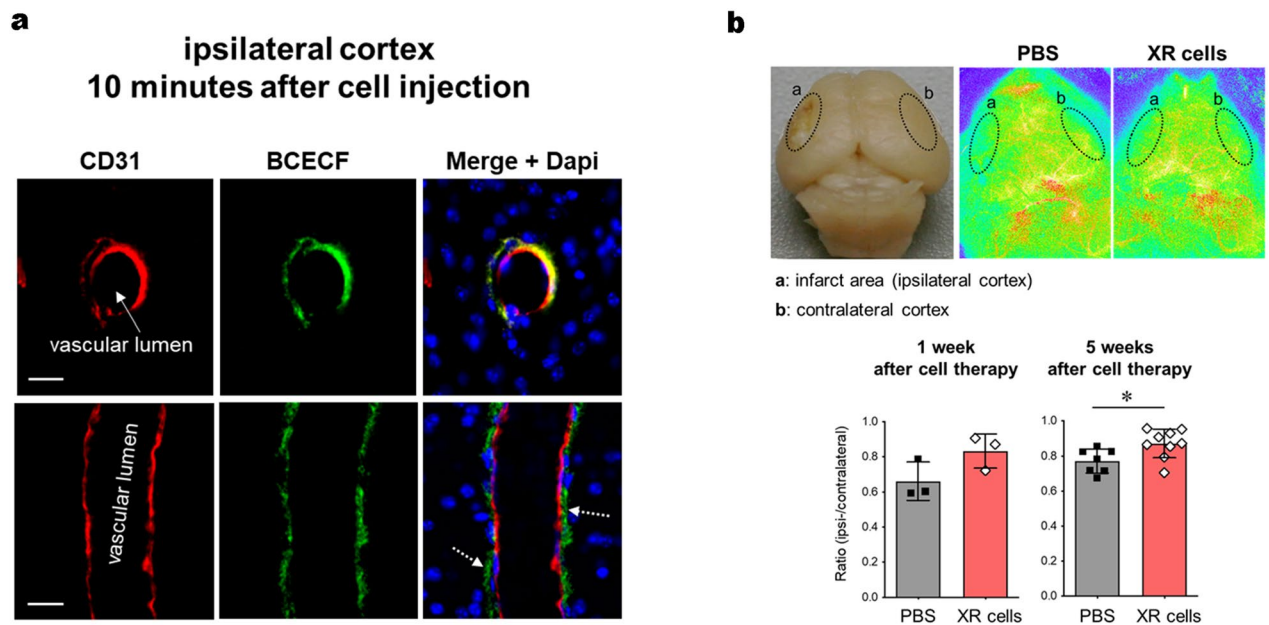 a
ipsilateral cortex
10 minutes after cell injection
CD31
BCECF
Merge + Dapi
vascular lumen
vascular lumen
b
PBS
XR cells
a
b
a
b
a
b
a: infarct area (ipsilateral cortex)
b: contralateral cortex
1 week
after cell therapy
5 weeks
after cell therapy
*
Ratio (ipsi-/contralateral)
1.0
0.8
0.6
0.4
0.2
0.0
PBS
XR cells
1.0
0.8
0.6
0.4
0.2
0.0
PBS
XR cells